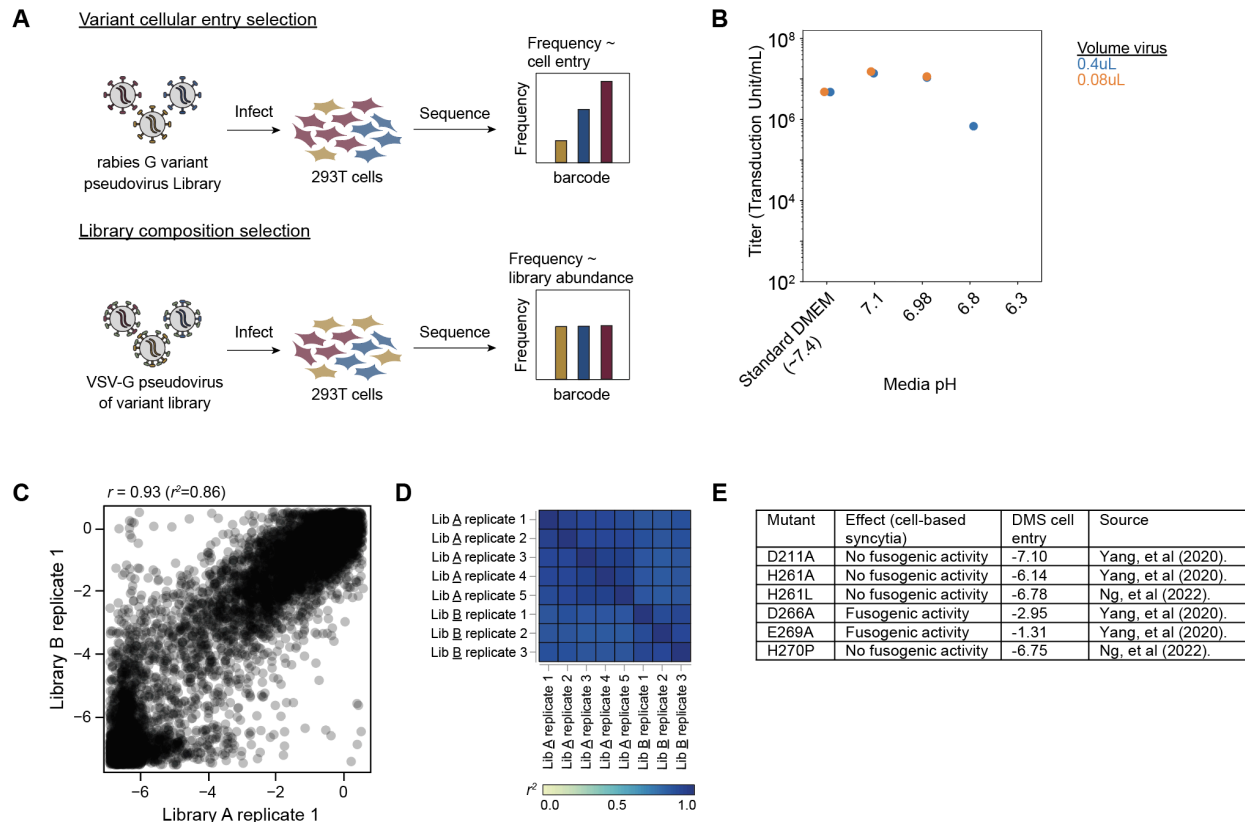 A
Variant cellular entry selection
rabies G variant
pseudovirus Library
Infect
293T cells
Sequence
Frequency ~
cell entry
Frequency
barcode
Library composition selection
VSV-G pseudovirus
of variant library
Infect
293T cells
Sequence
Frequency ~
library abundance
Frequency
barcode
B
Titer (Transduction Unit/mL)
10⁸
10⁶
10⁴
10²
Standard DMEM
(~7.4)
7.1
6.98
6.8
6.3
Media pH
Volume virus
0.4uL
0.08uL
C
r = 0.93 (r²=0.86)
Library B replicate 1
0
−2
−4
−6
−6
−4
−2
0
Library A replicate 1
D
Lib A replicate 1
Lib A replicate 2
Lib A replicate 3
Lib A replicate 4
Lib A replicate 5
Lib B replicate 1
Lib B replicate 2
Lib B replicate 3
Lib A replicate 1
Lib A replicate 2
Lib A replicate 3
Lib A replicate 4
Lib A replicate 5
Lib B replicate 1
Lib B replicate 2
Lib B replicate 3
r²
0.0
0.5
1.0
E
Mutant Effect (cell-based syncytia) DMS cell entry Source
D211A No fusogenic activity -7.10 Yang, et al (2020).
H261A No fusogenic activity -6.14 Yang, et al (2020).
H261L No fusogenic activity -6.78 Ng, et al (2022).
D266A Fusogenic activity -2.95 Yang, et al (2020).
E269A Fusogenic activity -1.31 Yang, et al (2020).
H270P No fusogenic activity -6.75 Ng, et al (2022).